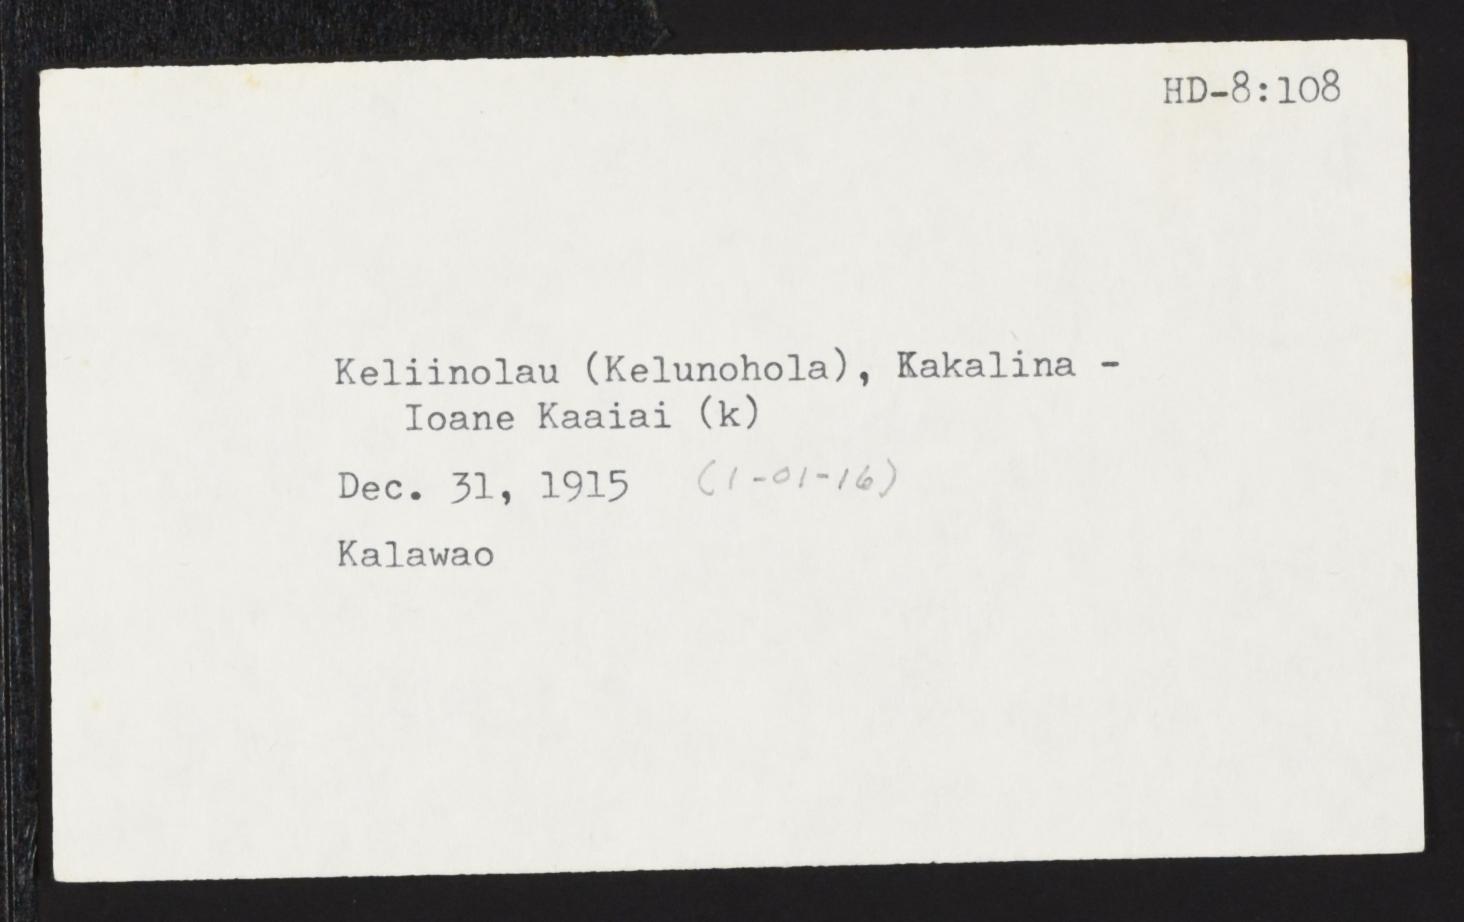 HD-8:108
Keliinolau (Kelunohola), Kakalina -
Ioane Kaaiai (k)
Dec. 31, 1915 (1-01-16)
Kalawao